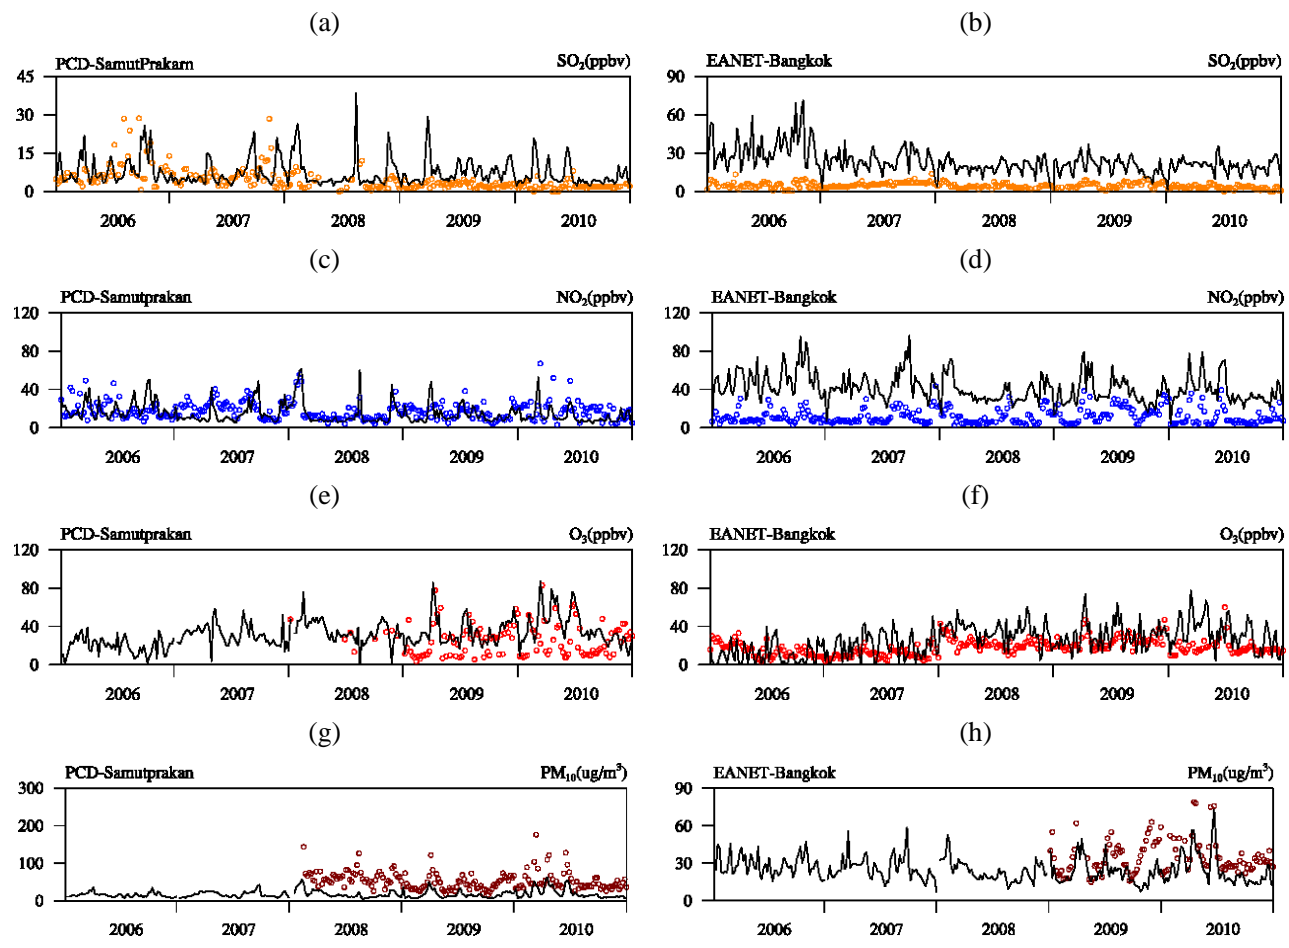 (a) (b)
PCD-SamutPrakarn SO₂(ppbv) EANET-Bangkok SO₂(ppbv)
45 90
30 60
15 30
0 0
2006 2007 2008 2009 2010 2006 2007 2008 2009 2010
(c) (d)
PCD-Samutprakan NO₂(ppbv) EANET-Bangkok NO₂(ppbv)
120 120
80 80
40 40
0 0
2006 2007 2008 2009 2010 2006 2007 2008 2009 2010
(e) (f)
PCD-Samutprakan O₃(ppbv) EANET-Bangkok O₃(ppbv)
120 120
80 80
40 40
0 0
2006 2007 2008 2009 2010 2006 2007 2008 2009 2010
(g) (h)
PCD-Samutprakan PM₁₀(ug/m³) EANET-Bangkok PM₁₀(ug/m³)
300 90
200 60
100 30
0 0
2006 2007 2008 2009 2010 2006 2007 2008 2009 2010